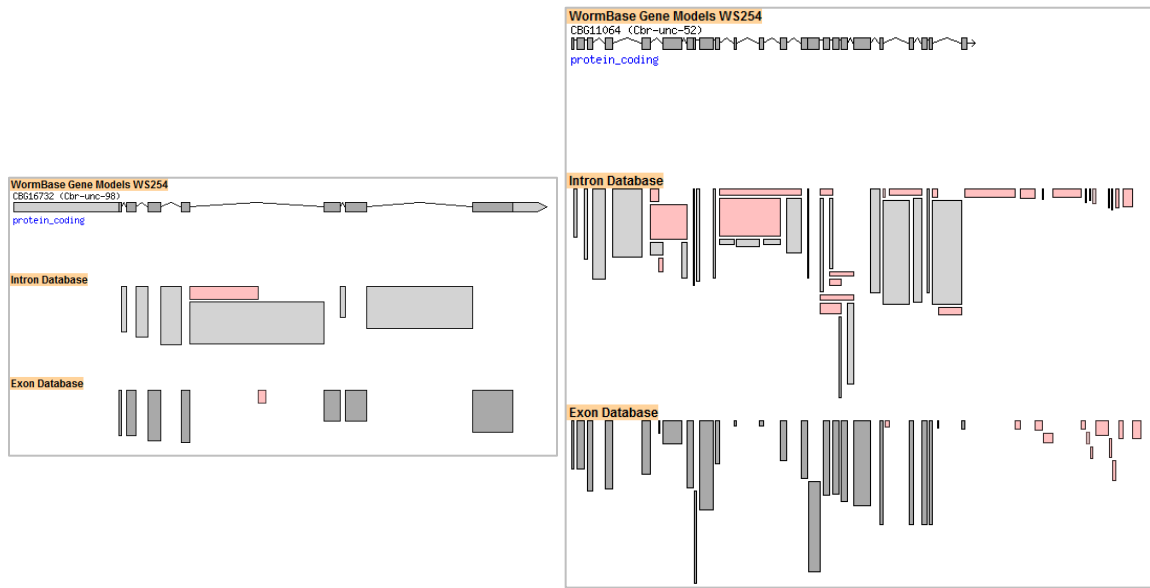 WormBase Gene Models WS254
CBG16732 (Cbr-unc-98)
protein_coding
Intron Database
Exon Database
WormBase Gene Models WS254
CBG11064 (Cbr-unc-52)
protein_coding
Intron Database
Exon Database